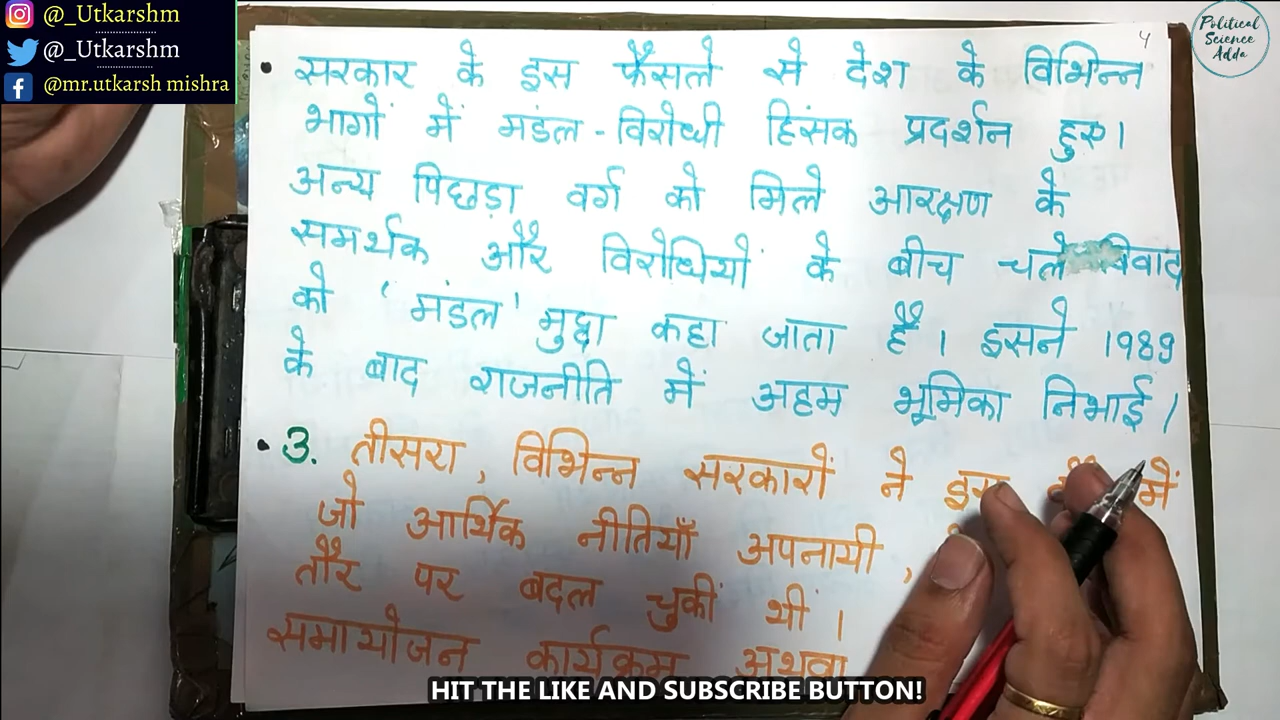 @_Utkarshm
@_Utkarshm
@mr.utkarsh mishra
Political
Science
Adda
4
• सरकार के इस फैसले से देश के विभिन्न
भागों में मंडल-विरोधी हिंसक प्रदर्शन हुए।
अन्य पिछड़ा वर्ग को मिले आरक्षण के
समर्थक और विरोधियों के बीच चले विवाद
को 'मंडल' मुद्दा कहा जाता है। इसने 1989
के बाद राजनीति में अहम भूमिका निभाई।
• 3. तीसरा, विभिन्न सरकारों ने इस में
जो आर्थिक नीतियाँ अपनायी,
तौर पर बदल चुकीं थी।
समायोजन कार्यक्रम अथवा
HIT THE LIKE AND SUBSCRIBE BUTTON!